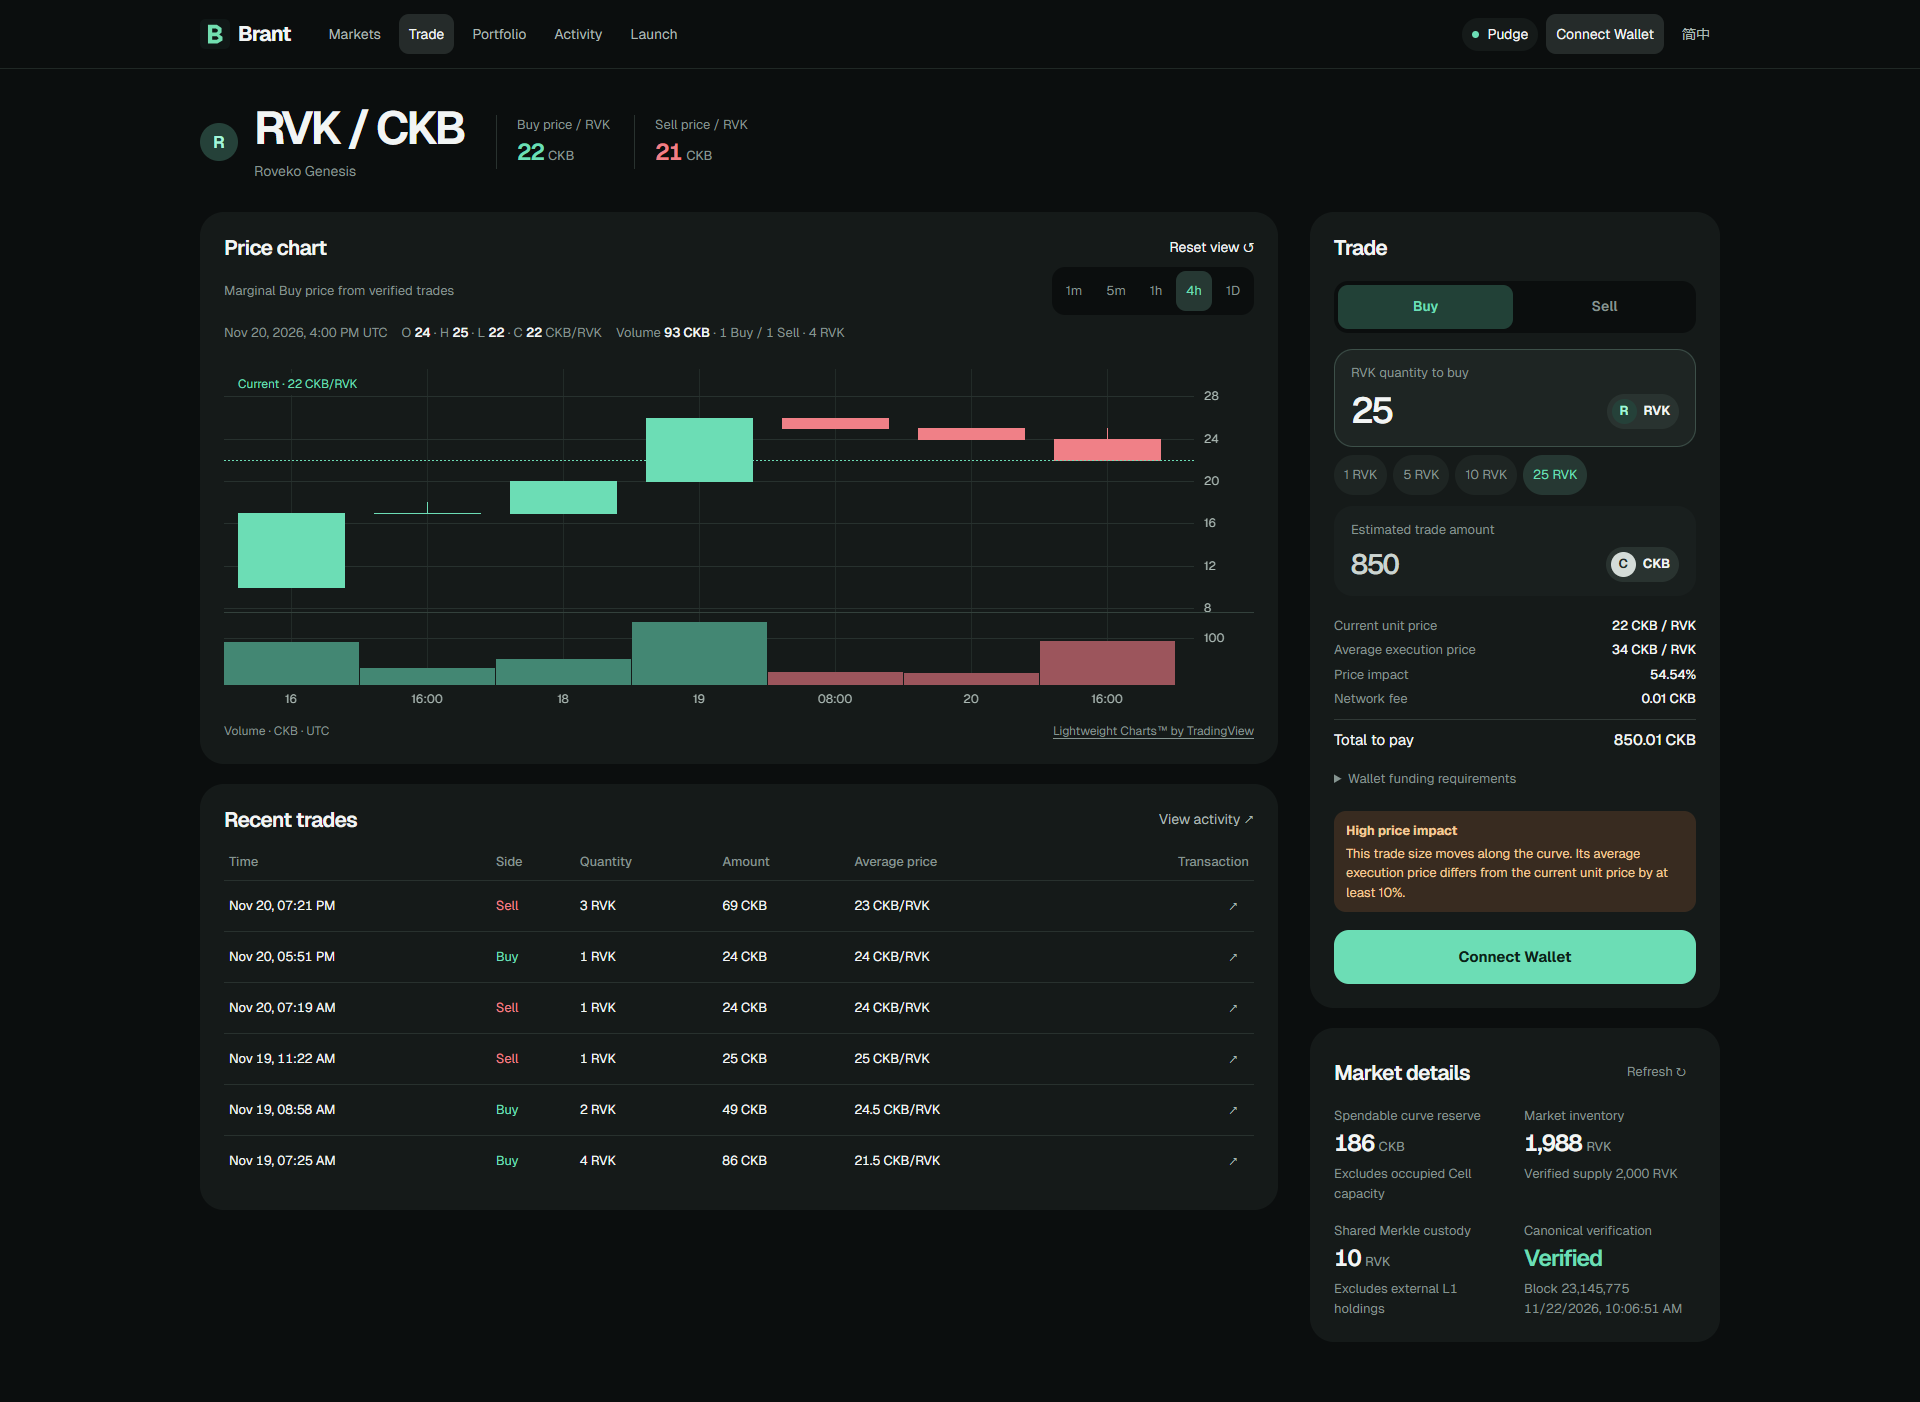 B Brant Markets Trade Portfolio Activity Launch Pudge Connect Wallet 简中
R RVK / CKB
Roveko Genesis
Buy price / RVK
22 CKB
Sell price / RVK
21 CKB
Price chart
Reset view ↺
Marginal Buy price from verified trades
1m 5m 1h 4h 1D
Nov 20, 2026, 4:00 PM UTC O 24 · H 25 · L 22 · C 22 CKB/RVK Volume 93 CKB · 1 Buy / 1 Sell · 4 RVK
Current · 22 CKB/RVK
28
24
20
16
12
8
100
16 16:00 18 19 08:00 20 16:00
Volume · CKB · UTC
Lightweight Charts™ by TradingView
Recent trades
View activity ↗
Time Side Quantity Amount Average price Transaction
Nov 20, 07:21 PM Sell 3 RVK 69 CKB 23 CKB/RVK ↗
Nov 20, 05:51 PM Buy 1 RVK 24 CKB 24 CKB/RVK ↗
Nov 20, 07:19 AM Sell 1 RVK 24 CKB 24 CKB/RVK ↗
Nov 19, 11:22 AM Sell 1 RVK 25 CKB 25 CKB/RVK ↗
Nov 19, 08:58 AM Buy 2 RVK 49 CKB 24.5 CKB/RVK ↗
Nov 19, 07:25 AM Buy 4 RVK 86 CKB 21.5 CKB/RVK ↗
Trade
Buy Sell
RVK quantity to buy
25 R RVK
1 RVK 5 RVK 10 RVK 25 RVK
Estimated trade amount
850 C CKB
Current unit price 22 CKB / RVK
Average execution price 34 CKB / RVK
Price impact 54.54%
Network fee 0.01 CKB
Total to pay 850.01 CKB
▶ Wallet funding requirements
High price impact
This trade size moves along the curve. Its average
execution price differs from the current unit price by at
least 10%.
Connect Wallet
Market details
Refresh ↻
Spendable curve reserve
186 CKB
Excludes occupied Cell
capacity
Market inventory
1,988 RVK
Verified supply 2,000 RVK
Shared Merkle custody
10 RVK
Excludes external L1
holdings
Canonical verification
Verified
Block 23,145,775
11/22/2026, 10:06:51 AM